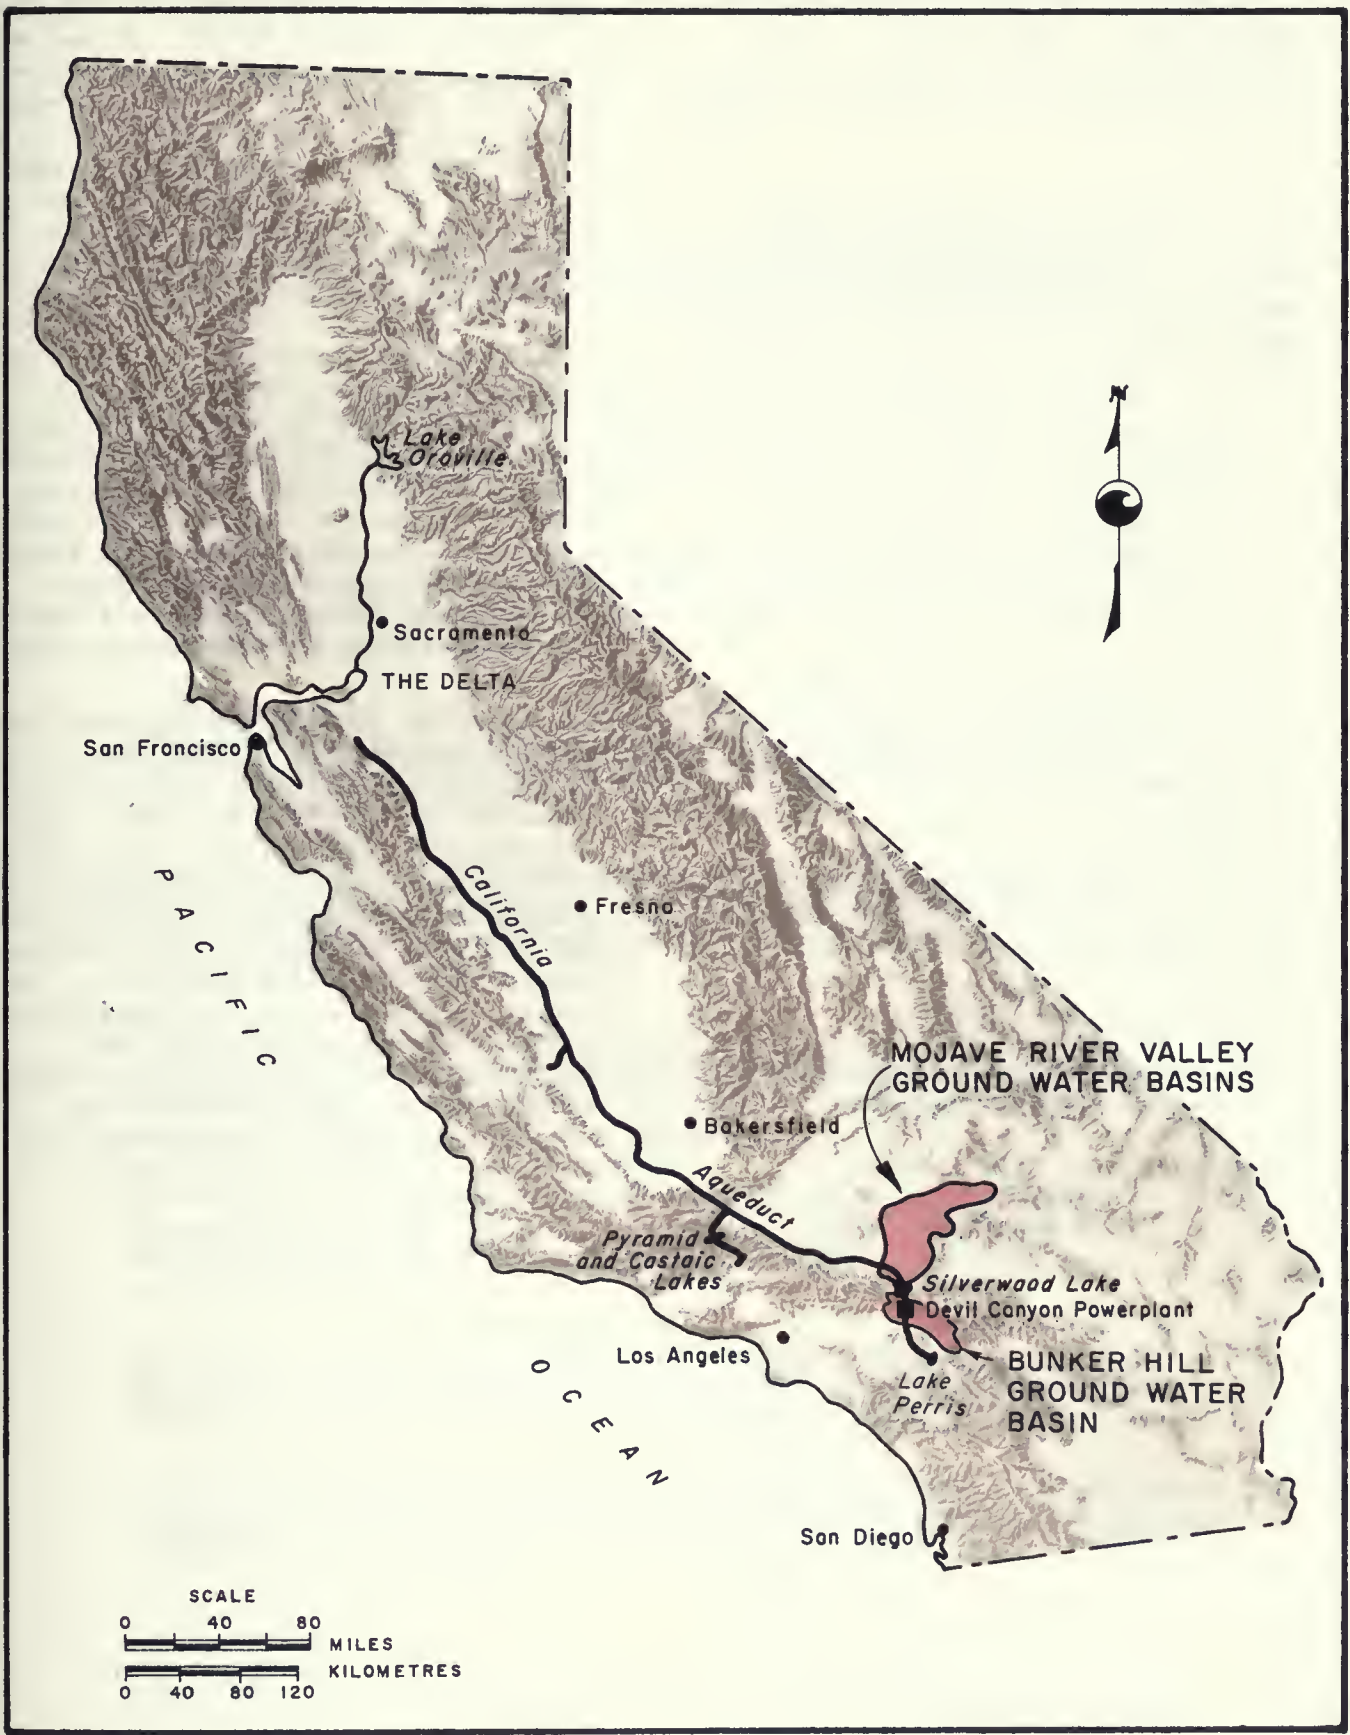 N
Lake
Oroville
Sacramento
THE DELTA
San Francisco
PACIFIC
California
Fresno
MOJAVE RIVER VALLEY
GROUND WATER BASINS
Bakersfield
Aqueduct
Pyramid
and Castaic
Lakes
Silverwood Lake
Devil Canyon Powerplant
Los Angeles
BUNKER HILL
GROUND WATER
BASIN
Lake
Perris
OCEAN
San Diego
SCALE
0 40 80
MILES
KILOMETRES
0 40 80 120